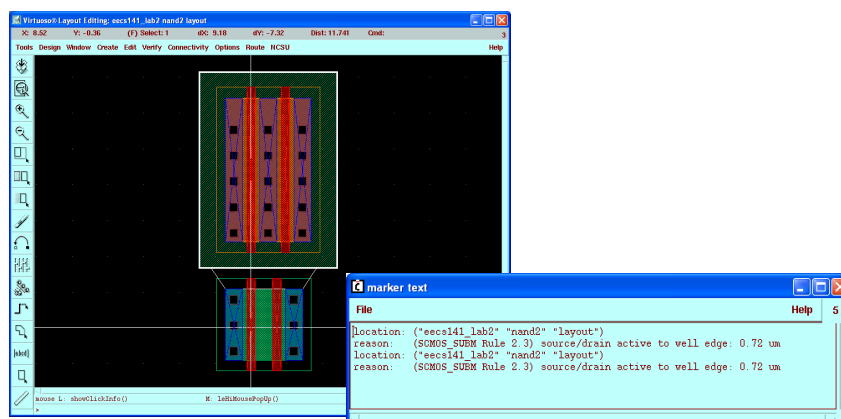 Virtuoso® Layout Editing: eecs141_lab2 nand2 layout
X: 8.52 Y: -0.36 (F) Select: 1 dX: 9.18 dY: -7.32 Dist: 11.741 Cmd: 3
Tools Design Window Create Edit Verify Connectivity Options Route NCSU Help
[abcd]
mouse L: showClickInfo() M: leHiMousePopUp()
>
C marker text
File Help 5
location: ("eecs141_lab2" "nand2" "layout")
reason: (SCMOS_SUBM Rule 2.3) source/drain active to well edge: 0.72 um
location: ("eecs141_lab2" "nand2" "layout")
reason: (SCMOS_SUBM Rule 2.3) source/drain active to well edge: 0.72 um